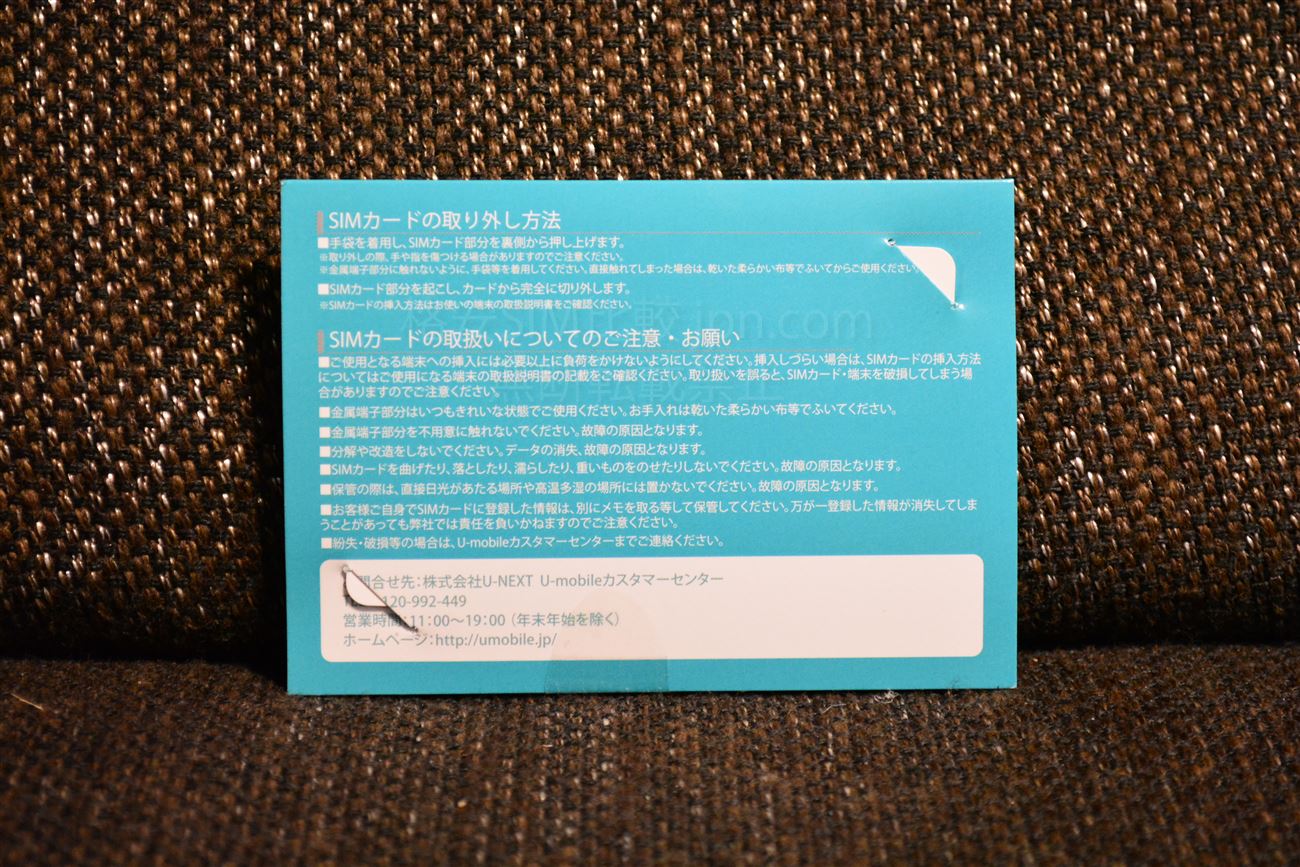 SIMカードの取り外し方法
■手袋を着用し、SIMカード部分を裏側から押し上げます。
※取り外しの際、手や指を傷つける場合がありますのでご注意ください。
※金属端子部分に触れないように、手袋等を着用してください。直接触れてしまった場合は、乾いた柔らかい布等でふいてからご使用ください。
■SIMカード部分を起こし、カードから完全に切り外します。
※SIMカードの挿入方法はお使いの端末の取扱説明書をご確認ください。
格安SIM比較jpn.com
SIMカードの取扱いについてのご注意・お願い
■ご使用となる端末への挿入には必要以上に負荷をかけないようにしてください。挿入しづらい場合は、SIMカードの挿入方法
についてはご使用になる端末の取扱説明書の記載をご確認ください。取り扱いを誤ると、SIMカード・端末を破損してしまう場
合がありますのでご注意ください。
無断転載禁止
■金属端子部分はいつもきれいな状態でご使用ください。お手入れは乾いた柔らかい布等でふいてください。
■金属端子部分を不用意に触れないでください。故障の原因となります。
■分解や改造をしないでください。データの消失、故障の原因となります。
■SIMカードを曲げたり、落としたり、濡らしたり、重いものをのせたりしないでください。故障の原因となります。
■保管の際は、直接日光があたる場所や高温多湿の場所には置かないでください。故障の原因となります。
■お客様ご自身でSIMカードに登録した情報は、別にメモを取る等して保管してください。万が一登録した情報が消失してしま
うことがあっても弊社では責任を負いかねますのでご注意ください。
■紛失・破損等の場合は、U-mobileカスタマーセンターまでご連絡ください。
合せ先：株式会社U-NEXT U-mobileカスタマーセンター
120-992-449
営業時間：11：00～19：00（年末年始を除く）
ホームページ：http://umobile.jp/